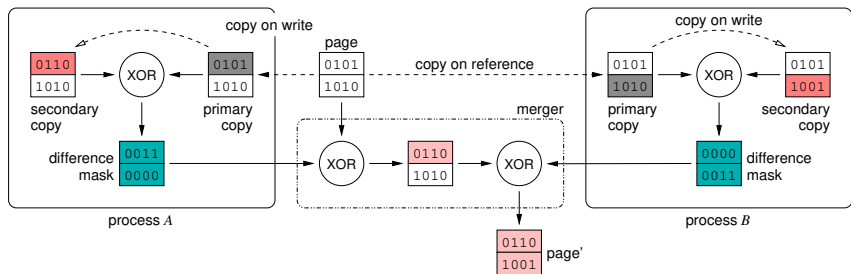 copy on write
page
copy on write
0110
1010
XOR
0101
1010
0101
1010
copy on reference
0101
1010
XOR
0101
1001
secondary
copy
primary
copy
primary
copy
secondary
copy
merger
difference
mask
0011
0000
XOR
0110
1010
XOR
0000
0011
difference
mask
process A
process B
0110
1001
page'